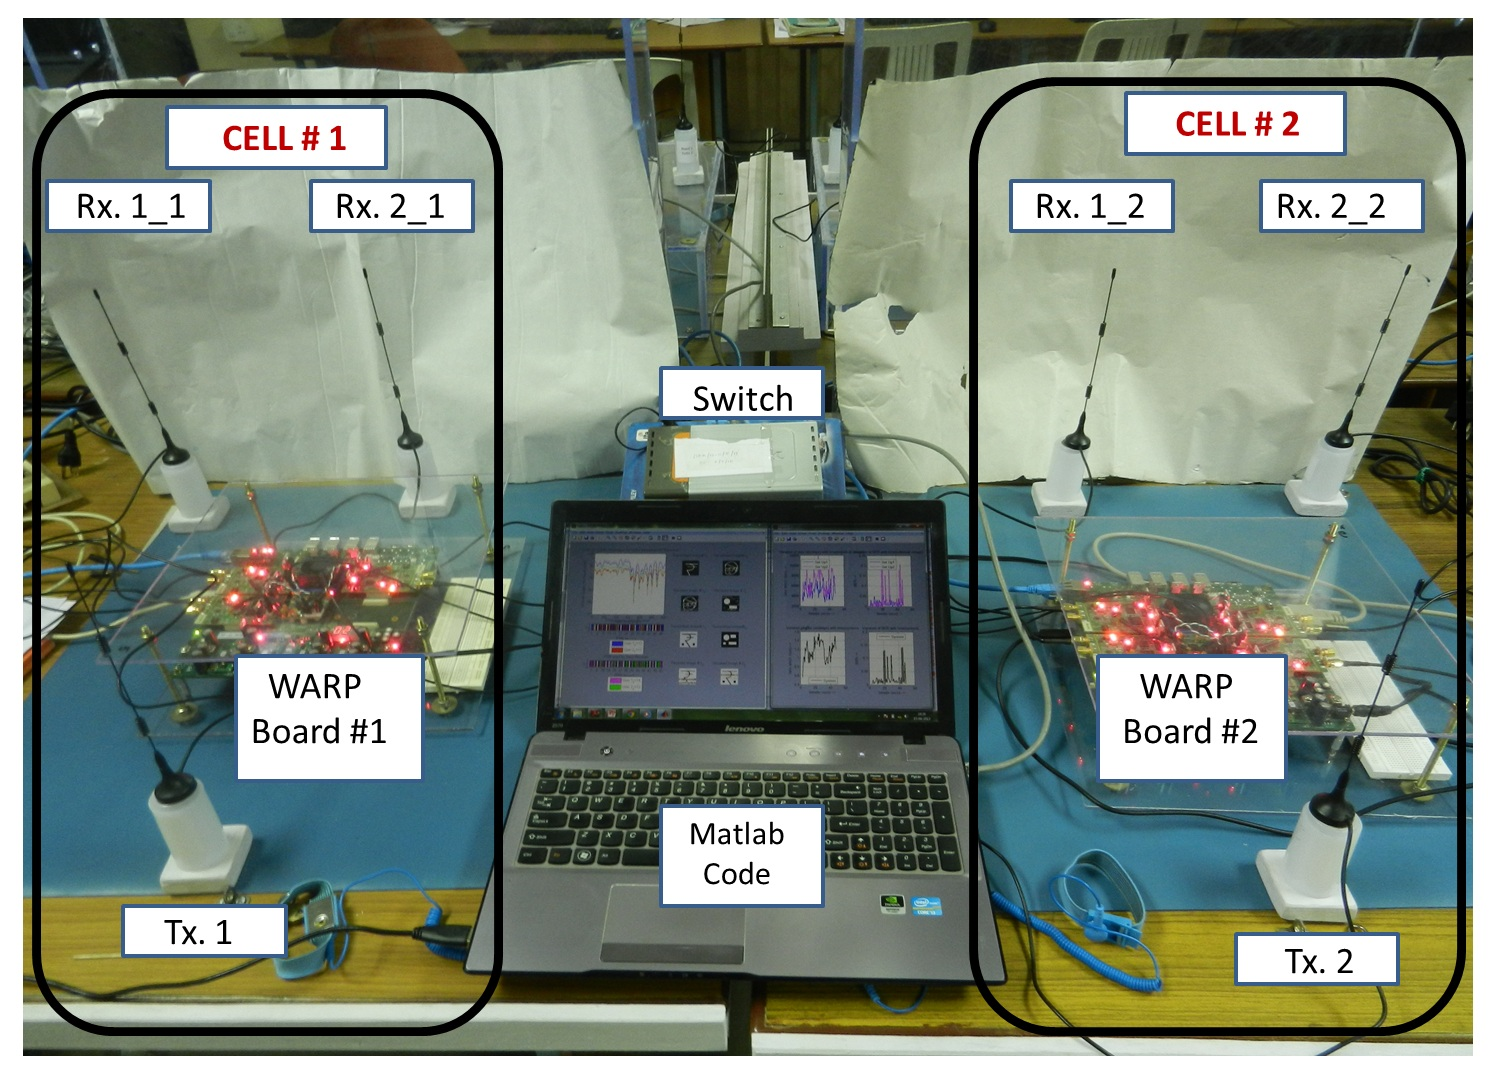 CELL # 1
CELL # 2
Rx. 1_1
Rx. 2_1
Rx. 1_2
Rx. 2_2
Switch
WARP
Board #1
WARP
Board #2
lenovo
Matlab
Code
Tx. 1
Tx. 2